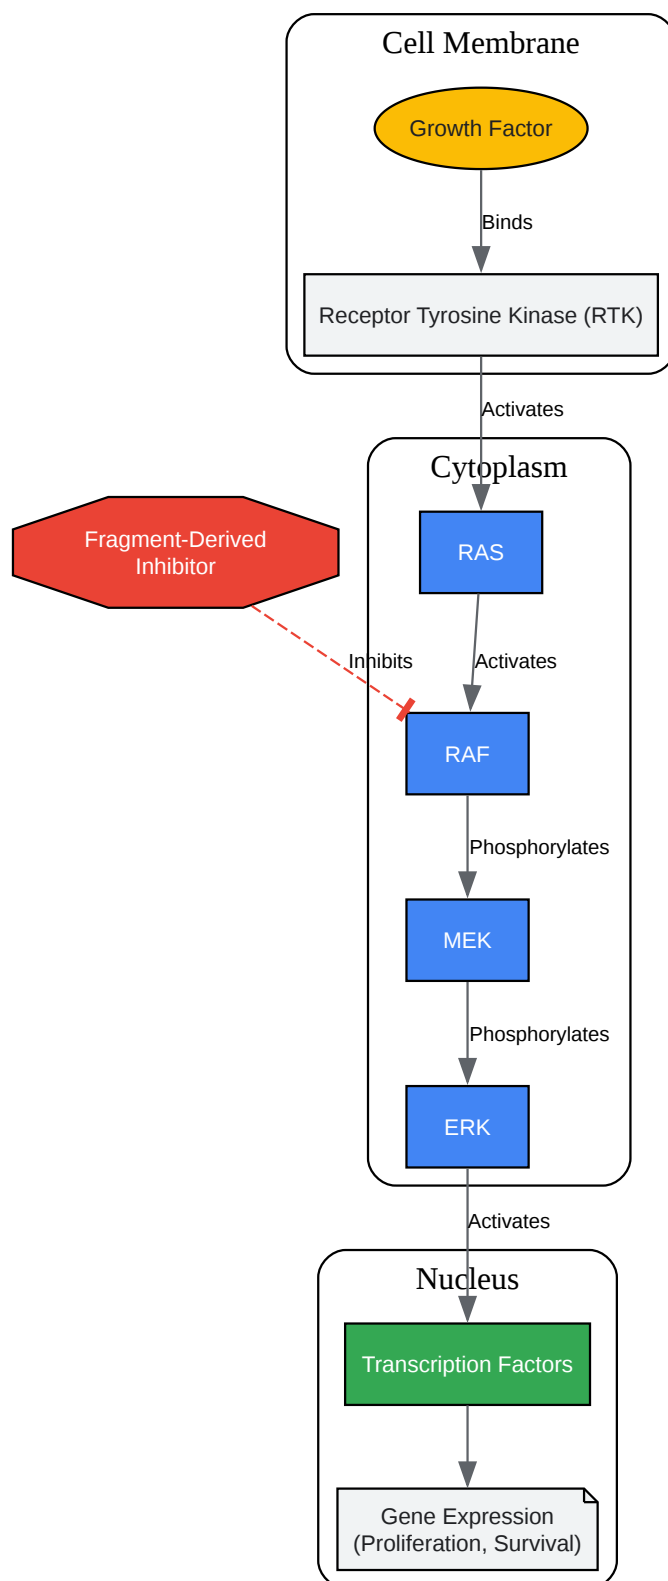 Cell Membrane
Growth Factor
Binds
Receptor Tyrosine Kinase (RTK)
Activates
Cytoplasm
Fragment-Derived
Inhibitor
RAS
Inhibits
Activates
RAF
Phosphorylates
MEK
Phosphorylates
ERK
Activates
Nucleus
Transcription Factors
Gene Expression
(Proliferation, Survival)